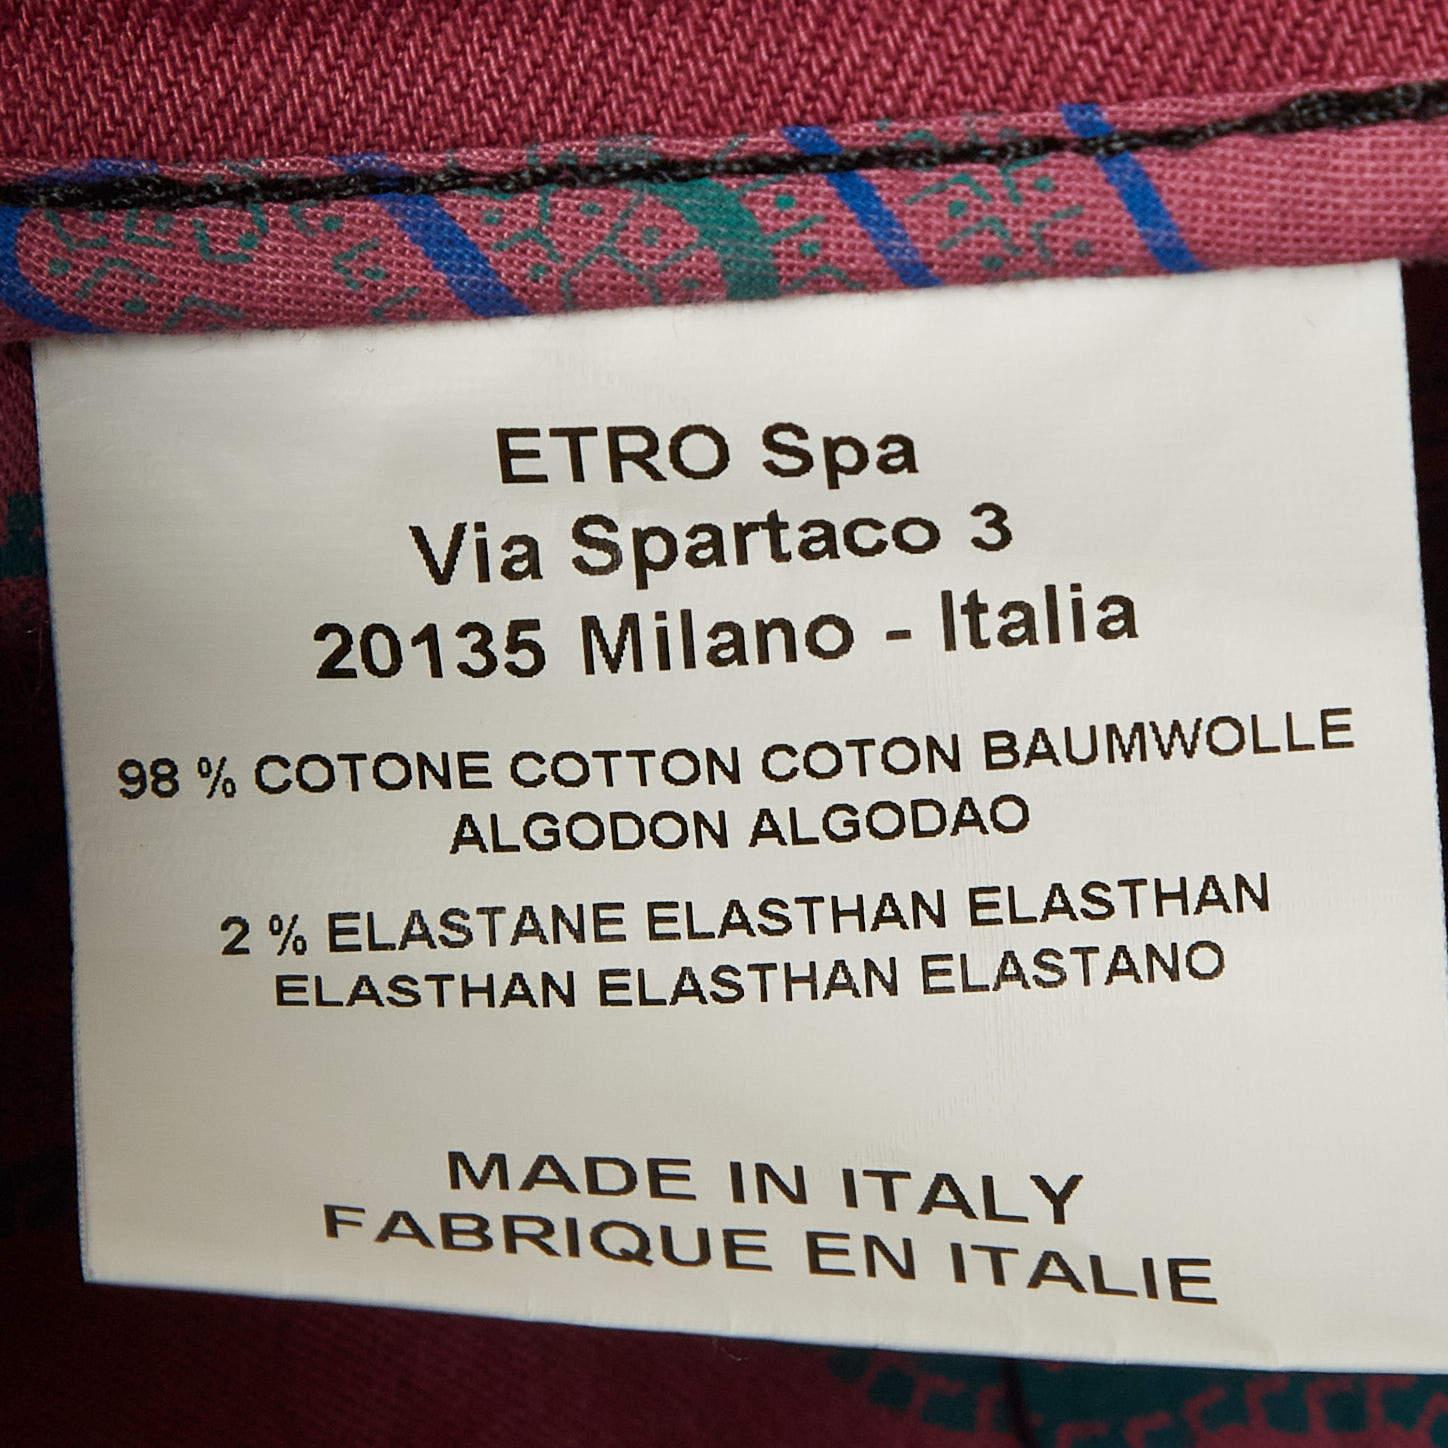 ETRO Spa
Via Spartaco 3
20135 Milano - Italia
98 % COTONE COTTON COTON BAUMWOLLE
ALGODON ALGODAO
2 % ELASTANE ELASTHAN ELASTHAN
ELASTHAN ELASTHAN ELASTANO
MADE IN ITALY
FABRIQUE EN ITALIE